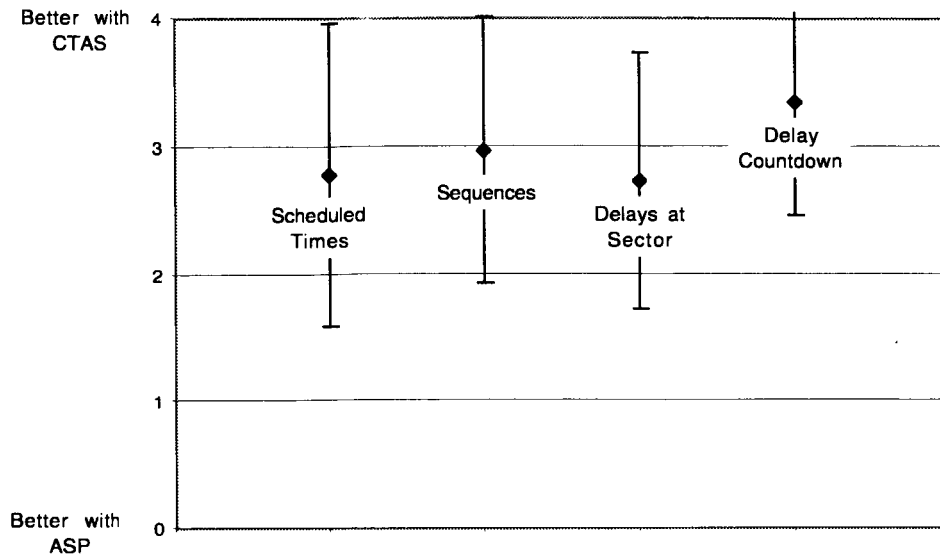 Better with
CTAS
4
3
2
1
0
Better with
ASP
Scheduled
Times
Sequences
Delays at
Sector
Delay
Countdown